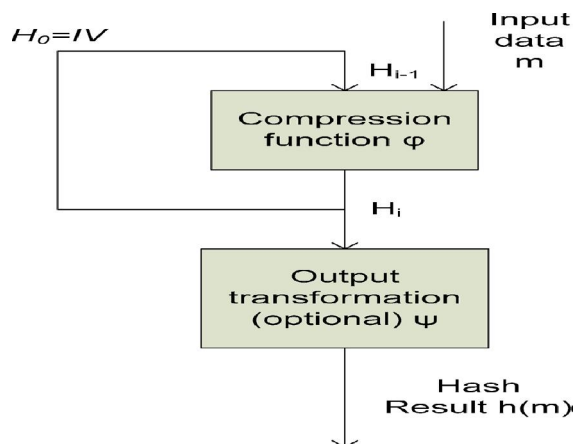 H₀=IV
Input
data
m
Hᵢ₋₁
Compression
function φ
Hᵢ
Output
transformation
(optional) ψ
Hash
Result h(m)